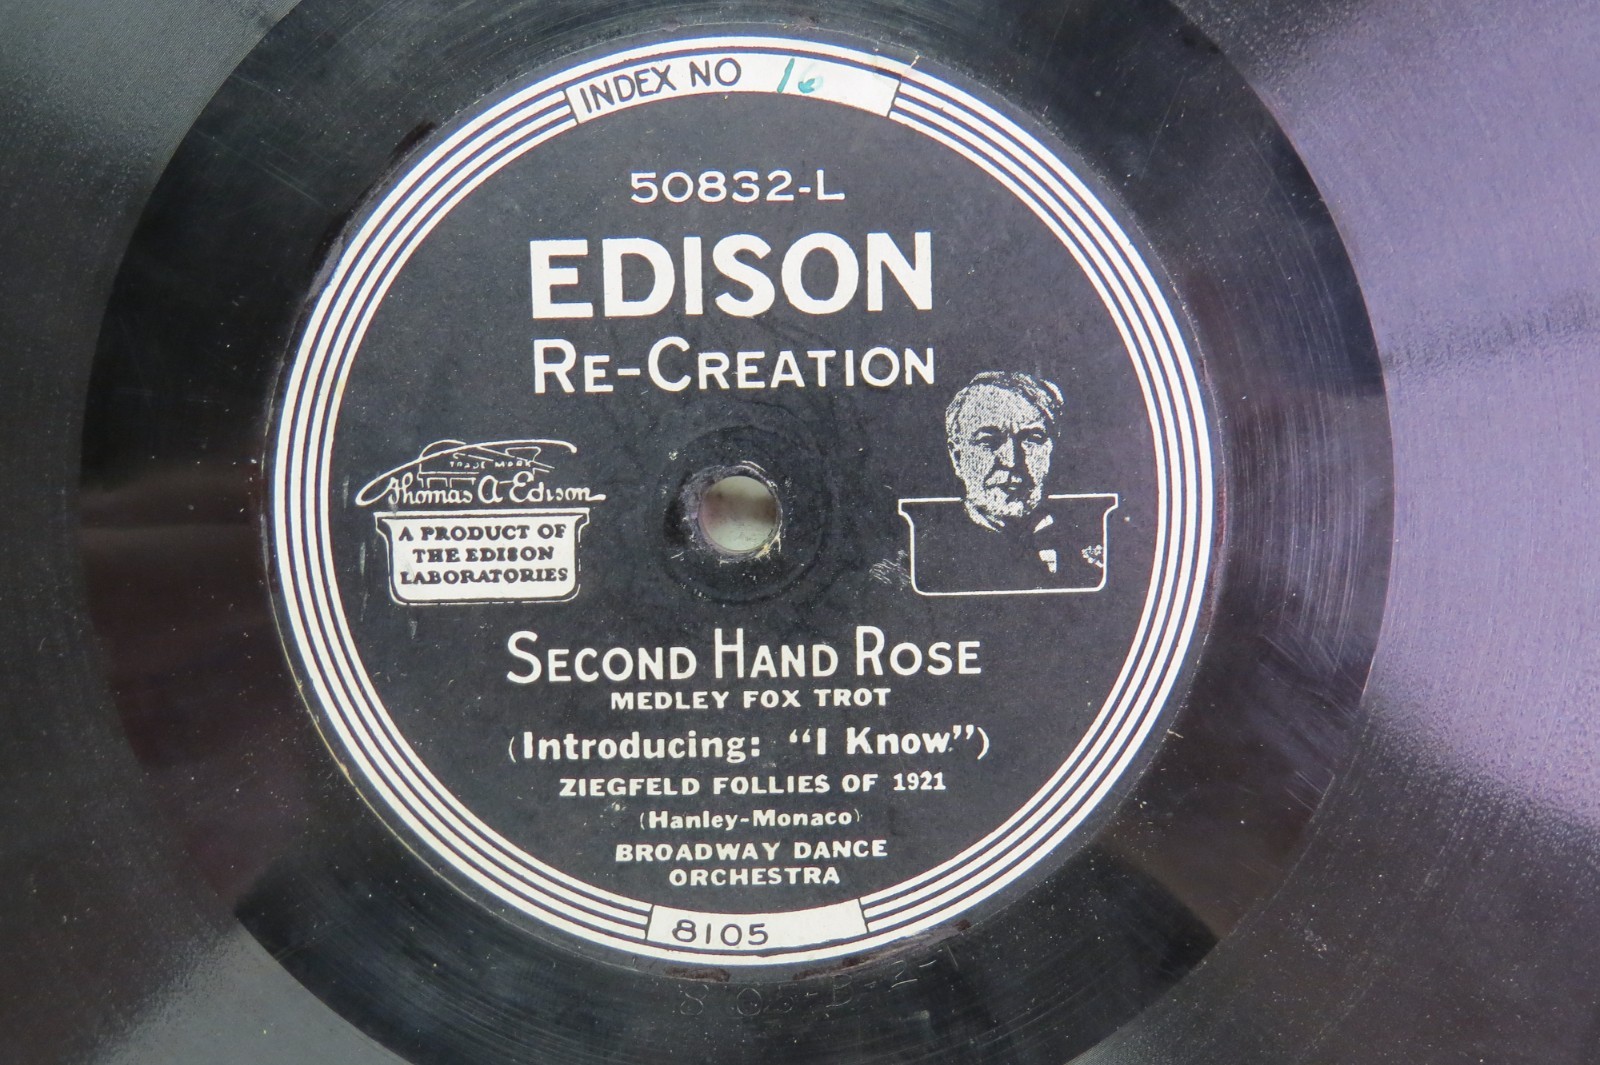 INDEX NO 16
50832-L
EDISON
RE-CREATION
TRADE MARK
Thomas A Edison
A PRODUCT OF
THE EDISON
LABORATORIES
SECOND HAND ROSE
MEDLEY FOX TROT
(Introducing: “I Know”)
ZIEGFELD FOLLIES OF 1921
(Hanley-Monaco)
BROADWAY DANCE
ORCHESTRA
8105